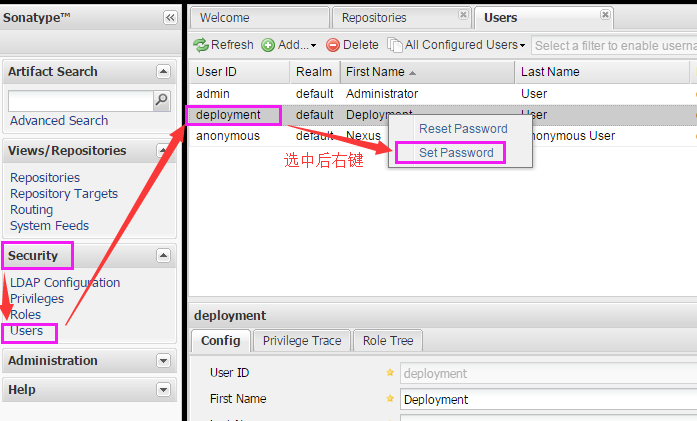 Sonatype™
Artifact Search
Advanced Search
Views/Repositories
Repositories
Repository Targets
Routing
System Feeds
Security
LDAP Configuration
Privileges
Roles
Users
Administration
Help
Welcome
Repositories
Users
Refresh
Add...
Delete
All Configured Users
Select a filter to enable userna
User ID
Realm
First Name
Last Name
admin
default
Administrator
User
deployment
default
Deployment
User
anonymous
default
Nexus
nonymous User
Reset Password
Set Password
选中后右键
deployment
Config
Privilege Trace
Role Tree
User ID
deployment
First Name
Deployment